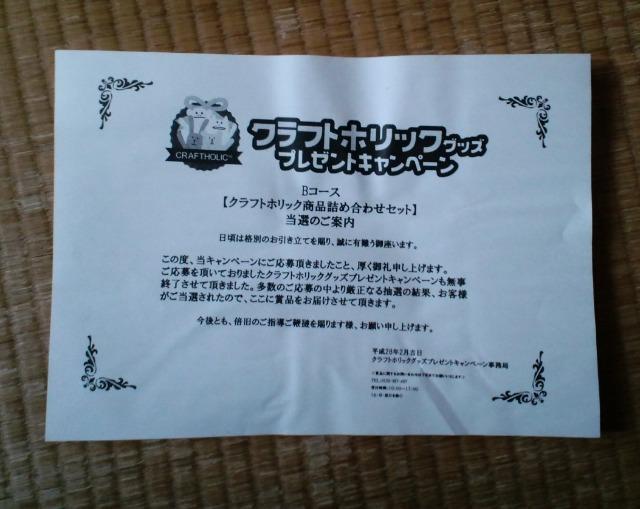 CRAFTHOLIC
クラフトホリックグッズ
プレゼントキャンペーン
Bコース
【クラフトホリック商品詰め合わせセット】
当選のご案内
日頃は格別のお引き立てを賜り、誠に有難う御座います。
この度、当キャンペーンにご応募頂きましたこと、厚く御礼申し上げます。
ご応募を頂いておりましたクラフトホリックグッズプレゼントキャンペーンも無事
終了させて頂きました。多数のご応募の中より厳正なる抽選の結果、お客様
がご当選されたので、ここに賞品をお届けさせて頂きます。
今後とも、倍旧のご指導ご鞭撻を賜ります様、お願い申し上げます。
平成28年2月吉日
クラフトホリックグッズプレゼントキャンペーン事務局